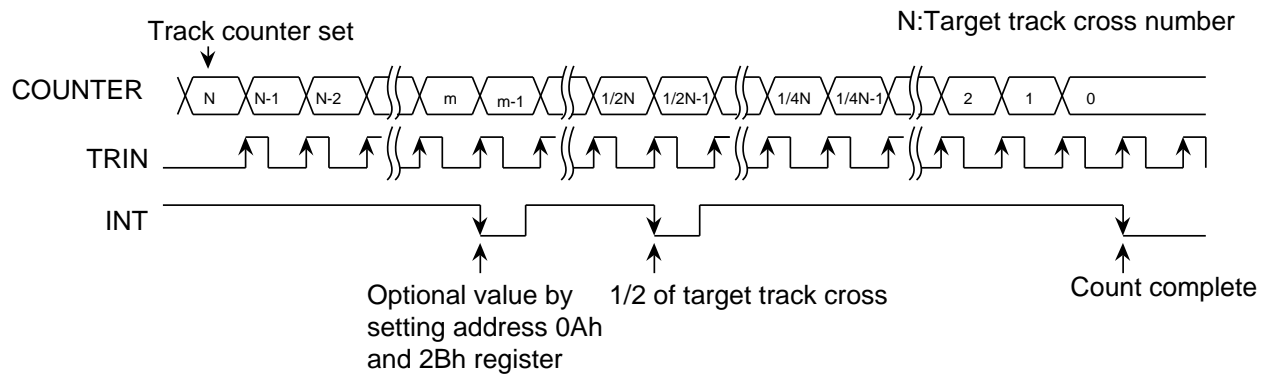 N:Target track cross number
Track counter set
COUNTER N N-1 N-2 m m-1 1/2N 1/2N-1 1/4N 1/4N-1 2 1 0
TRIN
INT
Optional value by
setting address 0Ah
and 2Bh register
1/2 of target track cross
Count complete